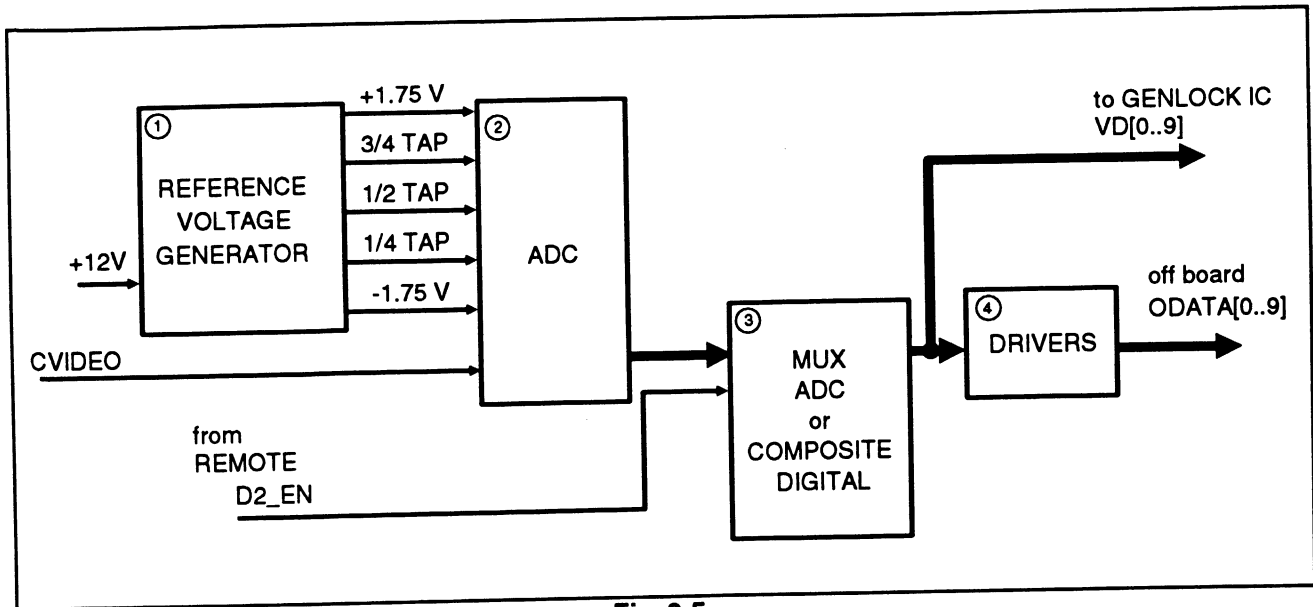 ①
REFERENCE
VOLTAGE
GENERATOR
+12V
+1.75 V
3/4 TAP
1/2 TAP
1/4 TAP
-1.75 V
②
ADC
CVIDEO
from
REMOTE
D2_EN
③
MUX
ADC
or
COMPOSITE
DIGITAL
④
DRIVERS
to GENLOCK IC
VD[0..9]
off board
ODATA[0..9]